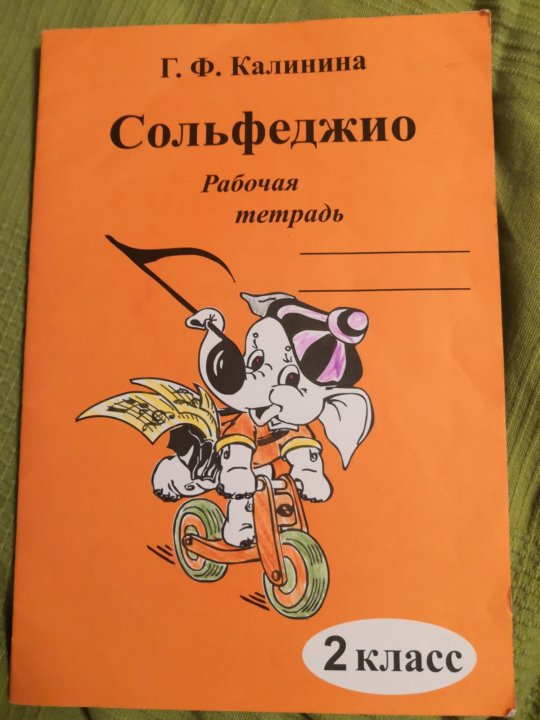 Г. Ф. Калинина
Сольфеджио
Рабочая
тетрадь
2 класс